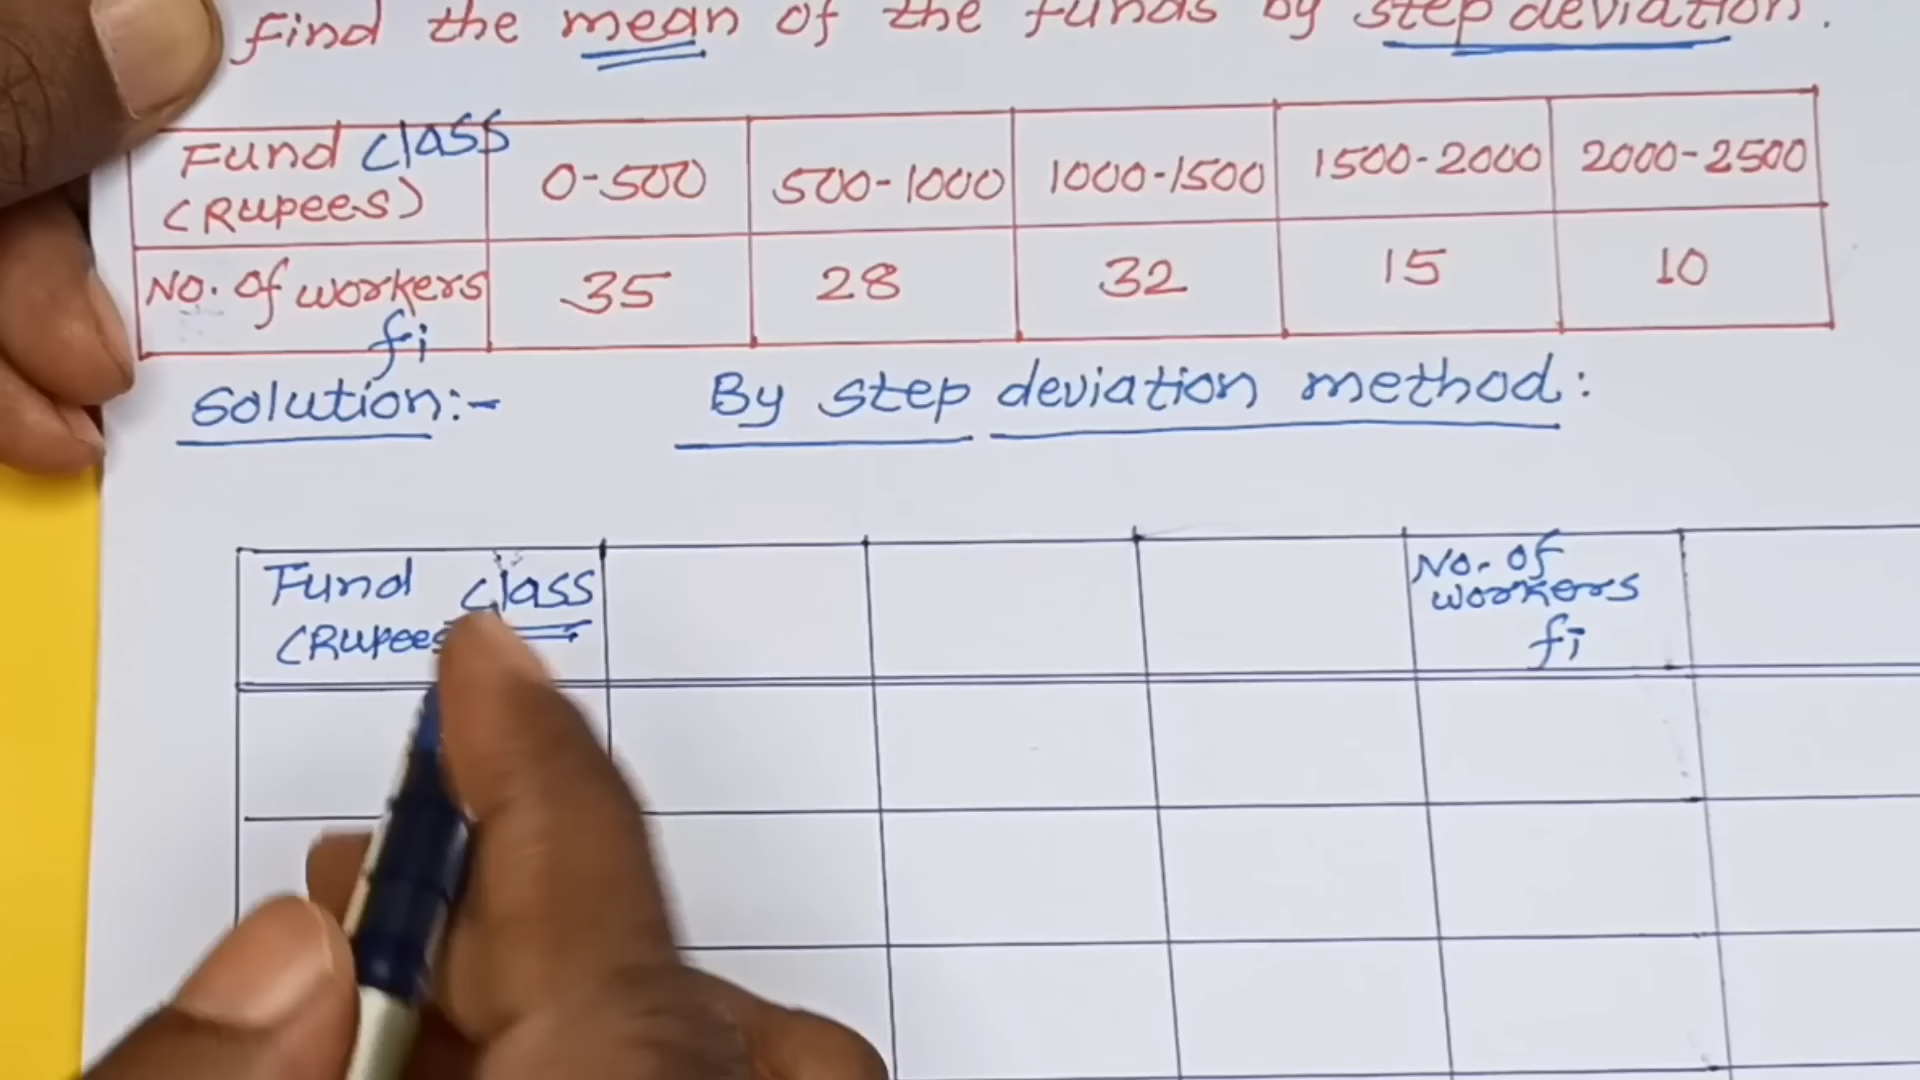 find the mean of the funds by step deviation.
Fund class
(Rupees)
0-500
500-1000
1000-1500
1500-2000
2000-2500
No. of workers
fi
35
28
32
15
10
Solution:-
By step deviation method:
Fund class
(Rupees
No. of
workers
fi